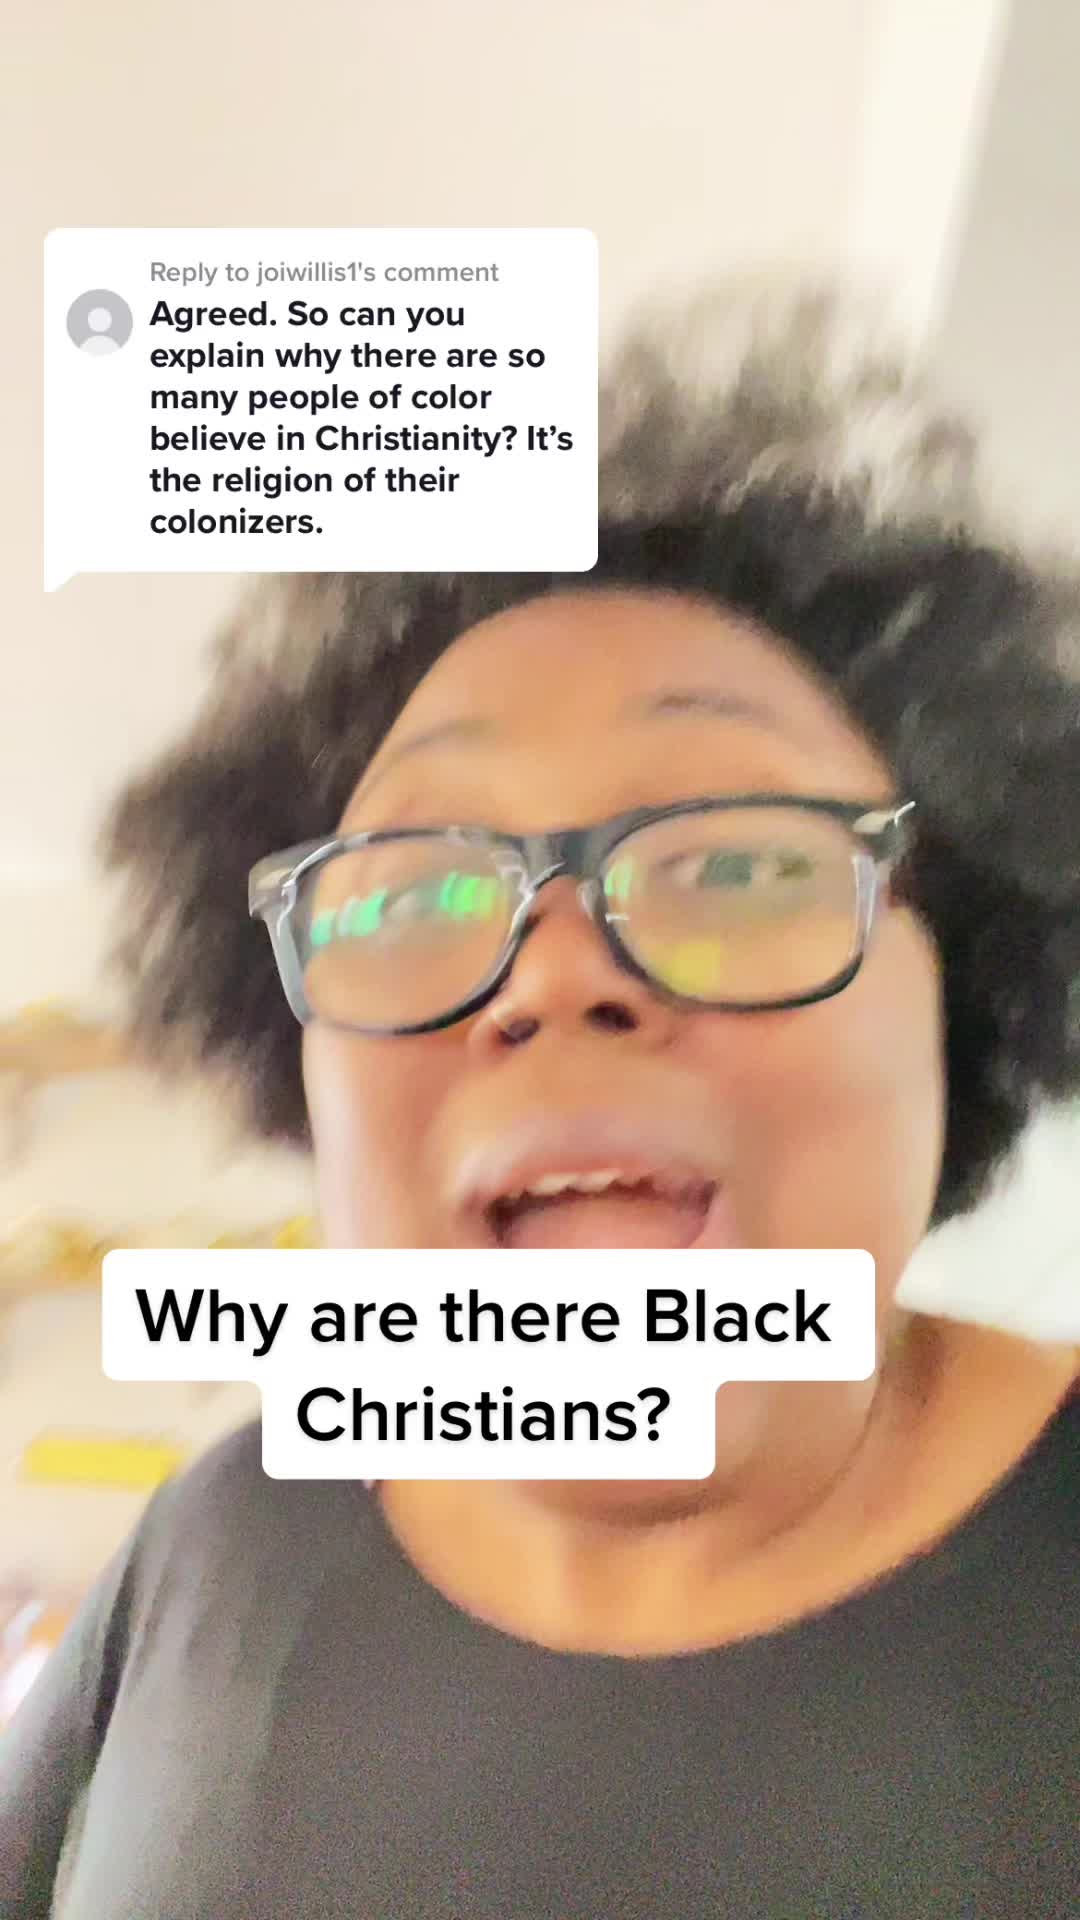 Reply to joiwillis1's comment
Agreed. So can you
explain why there are so
many people of color
believe in Christianity? It’s
the religion of their
colonizers.
Why are there Black
Christians?